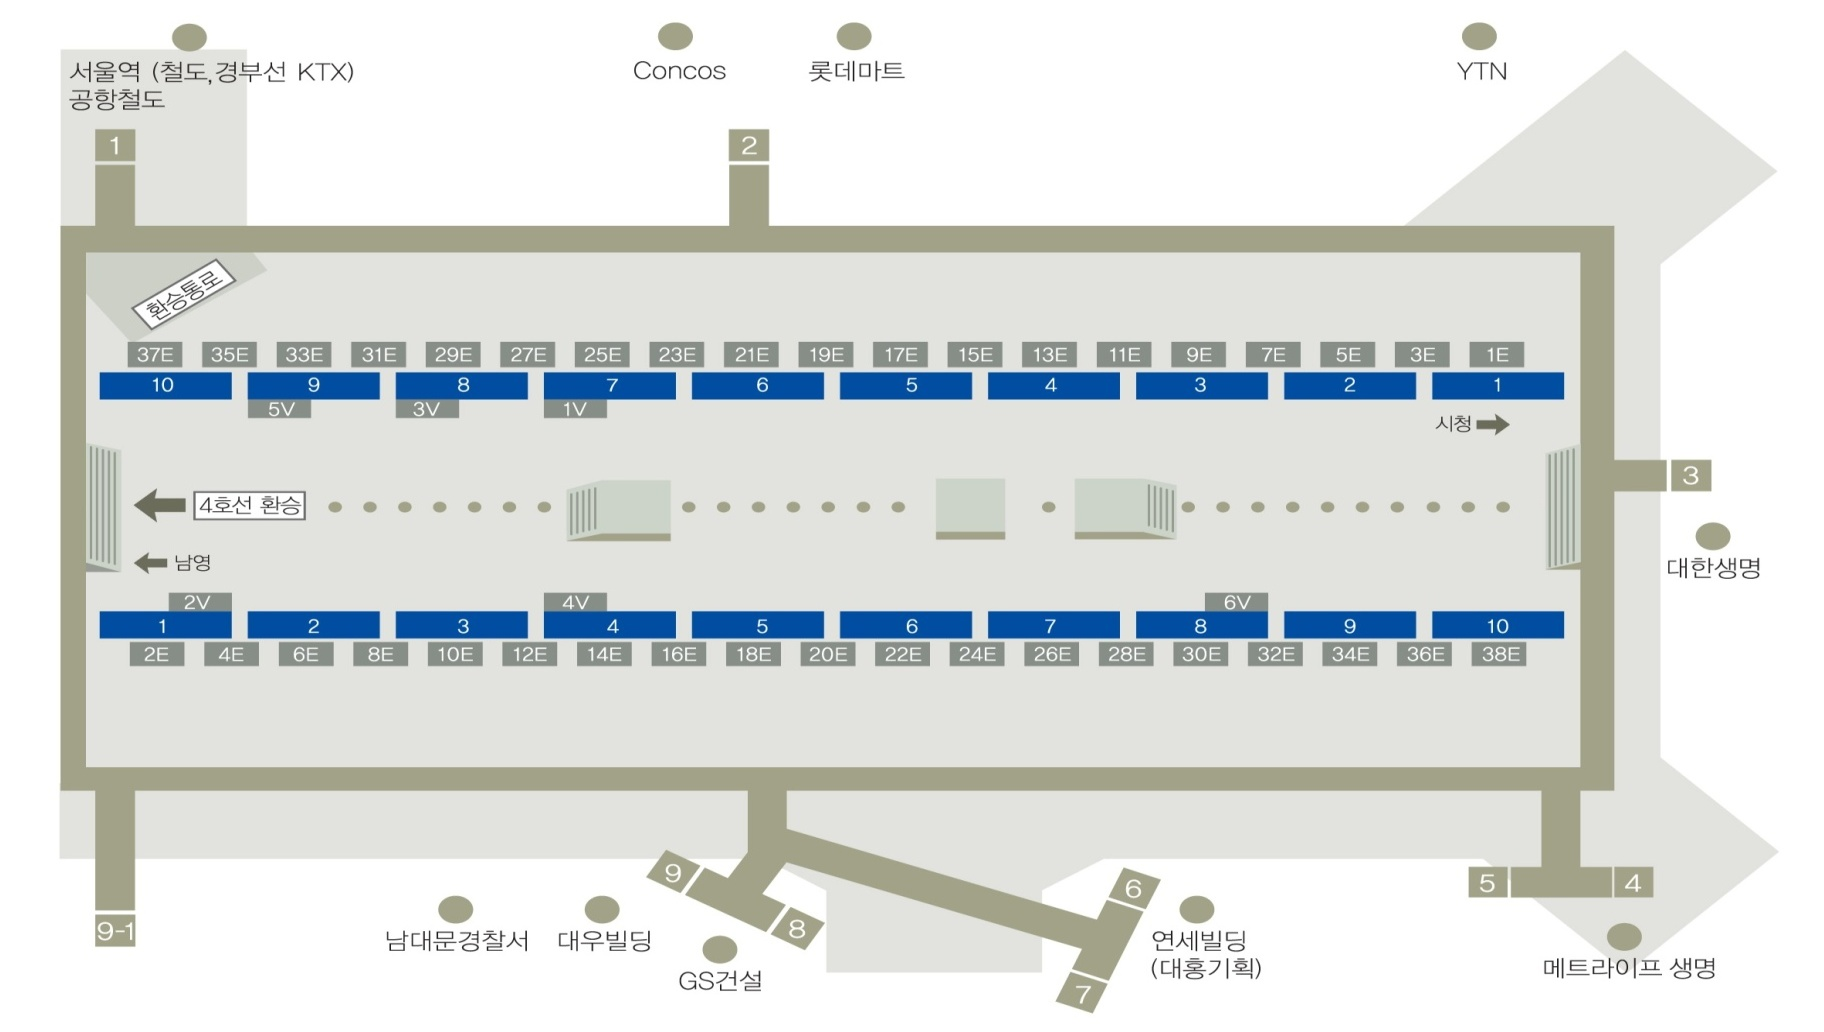 서울역 (철도,경부선 KTX)
공항철도
Concos
롯데마트
YTN
1
2
환승통로
37E 35E 33E 31E 29E 27E 25E 23E 21E 19E 17E 15E 13E 11E 9E 7E 5E 3E 1E
10 9 8 7 6 5 4 3 2 1
5V 3V 1V
시청
3
4호선 환승
남영
대한생명
2V 4V 6V
1 2 3 4 5 6 7 8 9 10
2E 4E 6E 8E 10E 12E 14E 16E 18E 20E 22E 24E 26E 28E 30E 32E 34E 36E 38E
9
6
5 4
9-1
8
남대문경찰서
대우빌딩
GS건설
7
연세빌딩
(대홍기획)
메트라이프 생명